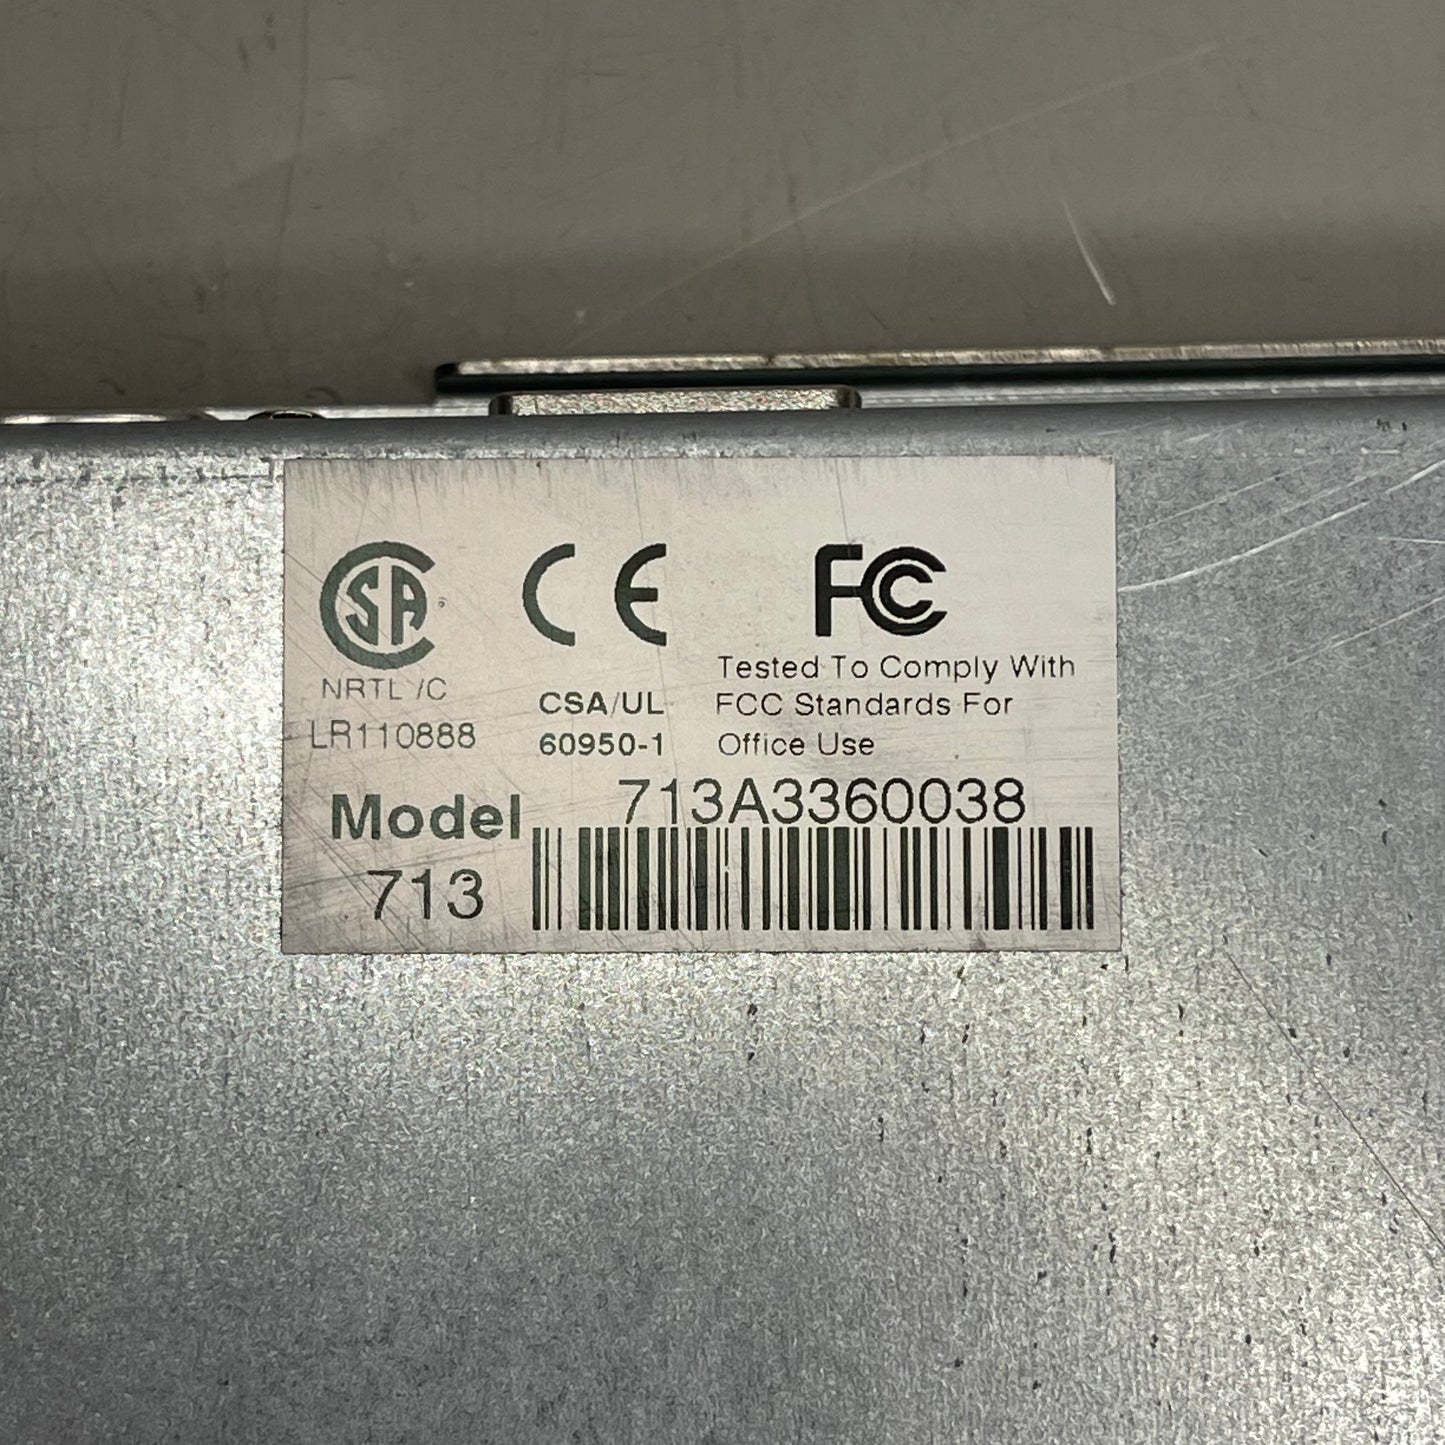 CSA CE FC
NRTL /C
LR110888
CSA/UL
60950-1
Tested To Comply With
FCC Standards For
Office Use
Model
713
713A3360038